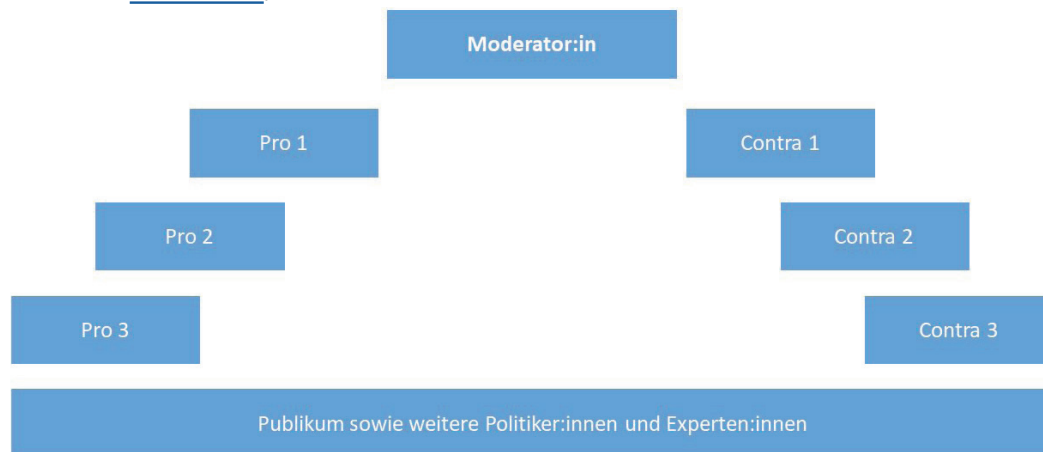 Moderator:in
Pro 1
Contra 1
Pro 2
Contra 2
Pro 3
Contra 3
Publikum sowie weitere Politiker:innen und Experten:innen